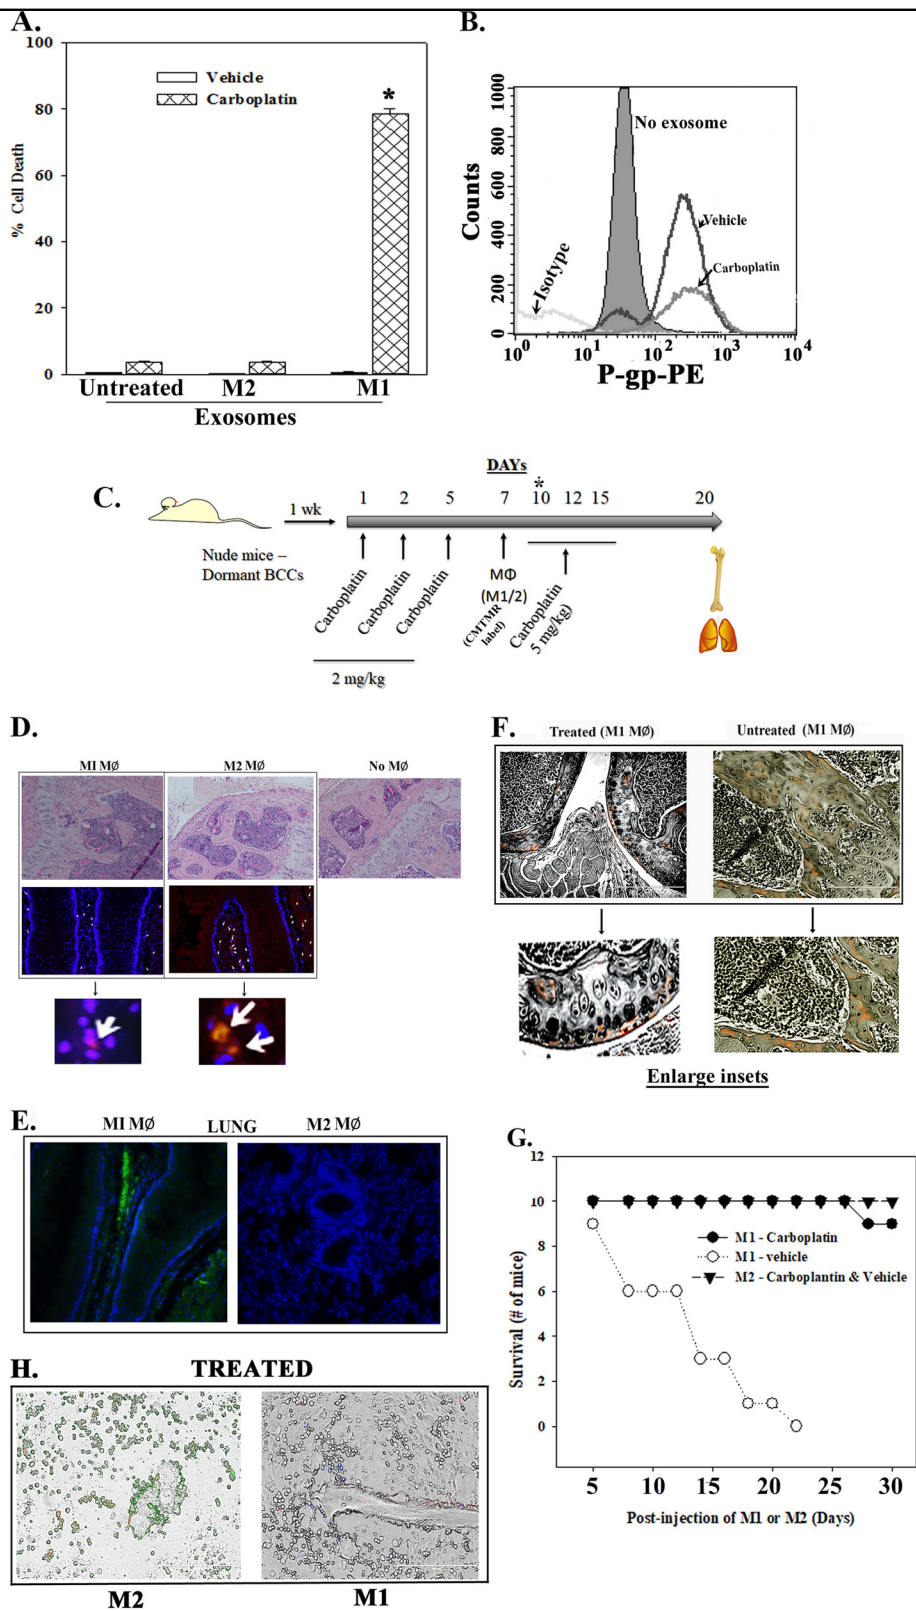 A.
100
80
60
40
20
0
% Cell Death
Vehicle
Carboplatin
*
Untreated M2 M1
Exosomes
B.
1000
800
600
400
200
0
Counts
No exosome
Vehicle
Carboplatin
Isotype
10^0 10^1 10^2 10^3 10^4
P-gp-PE
C.
DAYs
*
1 2 5 7 10 12 15 20
1 wk
Nude mice –
Dormant BCCs
Carboplatin
Carboplatin
Carboplatin
MΦ
(M1/2)
(CMTMR
label)
Carboplatin
5 mg/kg)
2 mg/kg
D.
MI MØ M2 MØ No MØ
F.
Treated (M1 MØ) Untreated (M1 MØ)
Enlarge insets
E.
MI MØ LUNG M2 MØ
G.
12
10
8
6
4
2
0
Survival (# of mice)
M1 - Carboplatin
M1 - vehicle
M2 - Carboplantin & Vehicle
5 10 15 20 25 30
Post-injection of M1 or M2 (Days)
H.
TREATED
M2 M1